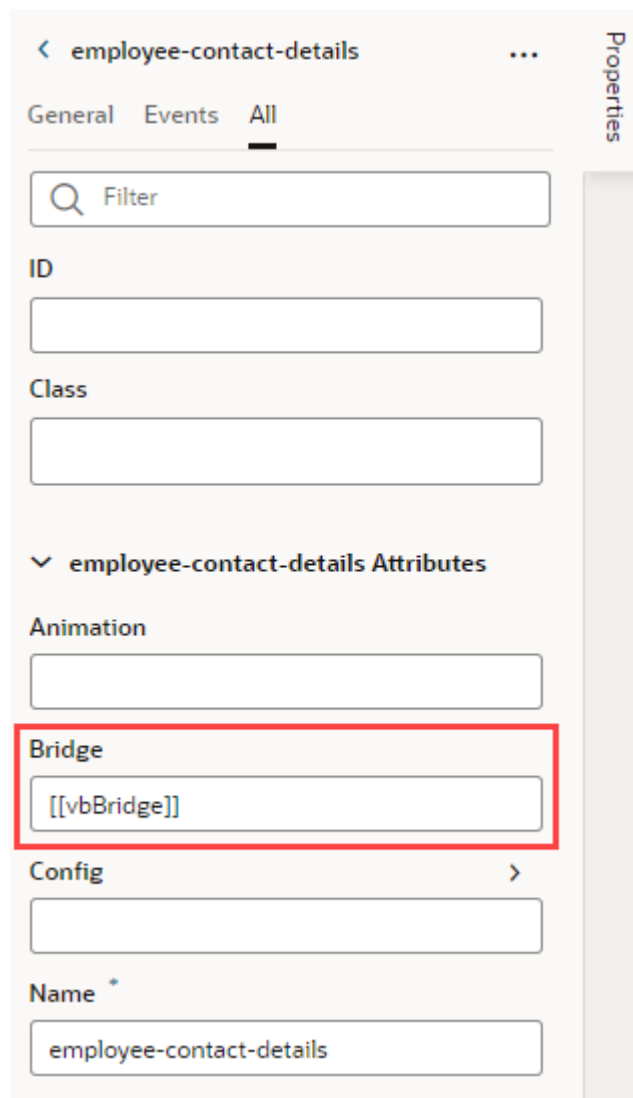 employee-contact-details ...
Properties
General Events All
Filter
ID
Class
employee-contact-details Attributes
Animation
Bridge
[[vbBridge]]
Config
Name *
employee-contact-details